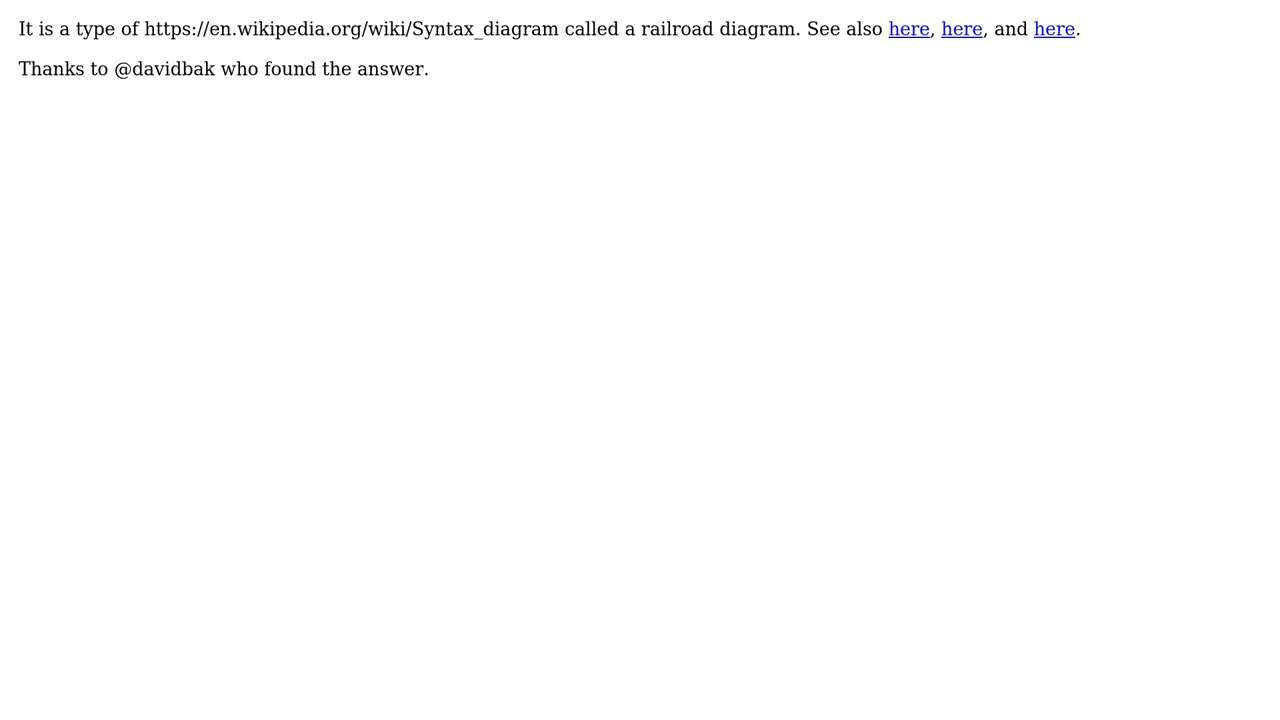 It is a type of https://en.wikipedia.org/wiki/Syntax_diagram called a railroad diagram. See also here, here, and here.
Thanks to @davidbak who found the answer.